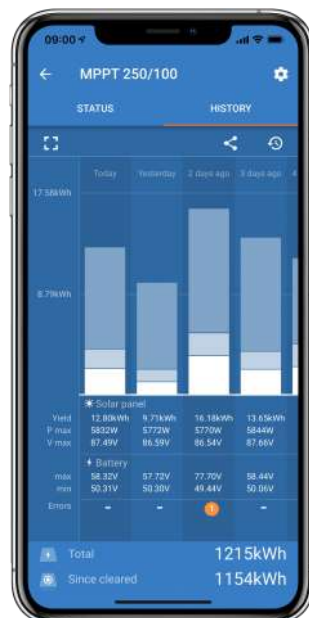 09:00
MPPT 250/100
STATUS HISTORY
Today Yesterday 2 days ago 3 days ago 4
17.58kWh
8.79kWh
Solar panel
Yield 12.80kWh 9.71kWh 16.18kWh 13.65kWh
P max 5832W 5772W 5770W 5844W
V max 87.49V 86.59V 86.54V 87.66V
Battery
max 58.32V 57.72V 77.70V 58.44V
min 50.31V 50.30V 49.44V 50.06V
Errors - - 1 -
Total 1215kWh
Since cleared 1154kWh